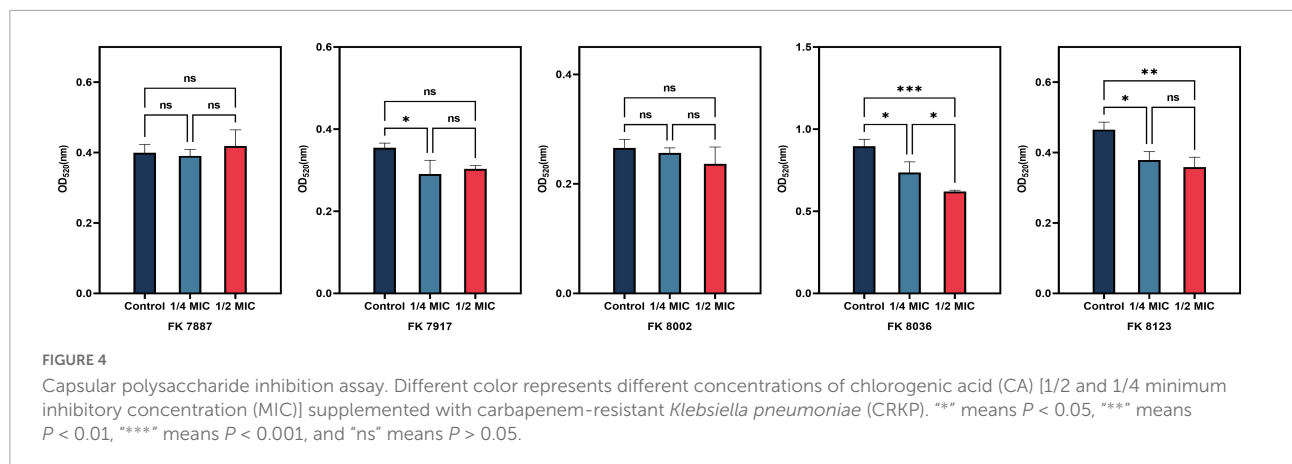 ns
ns ns
OD520(nm)
0.6
0.4
0.2
0.0
Control 1/4 MIC 1/2 MIC
FK 7887
ns
* ns
OD520(nm)
0.6
0.4
0.2
0.0
Control 1/4 MIC 1/2 MIC
FK 7917
ns
ns ns
OD520(nm)
0.4
0.2
0.0
Control 1/4 MIC 1/2 MIC
FK 8002
***
* *
OD520(nm)
1.5
1.0
0.5
0.0
Control 1/4 MIC 1/2 MIC
FK 8036
**
* ns
OD520(nm)
0.6
0.4
0.2
0.0
Control 1/4 MIC 1/2 MIC
FK 8123
FIGURE 4
Capsular polysaccharide inhibition assay. Different color represents different concentrations of chlorogenic acid (CA) [1/2 and 1/4 minimum
inhibitory concentration (MIC)] supplemented with carbapenem-resistant Klebsiella pneumoniae (CRKP). “*” means P < 0.05, “**” means
P < 0.01, “***” means P < 0.001, and “ns” means P > 0.05.